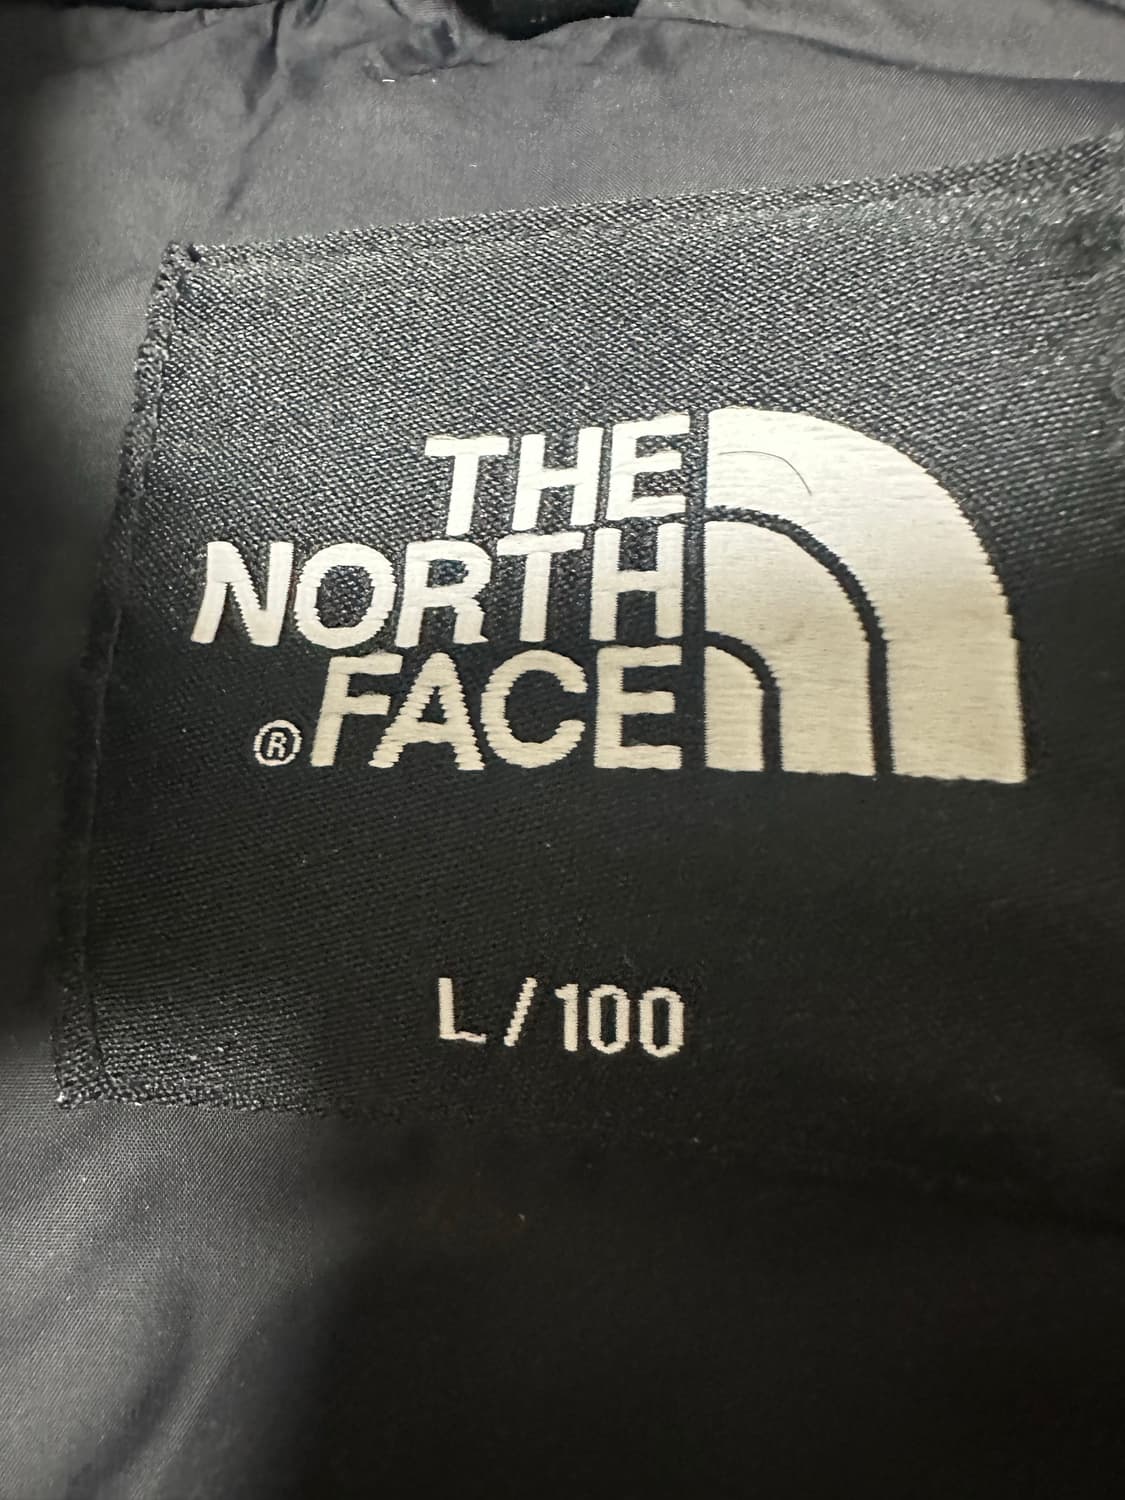 THE
NORTH
® FACE
L/100